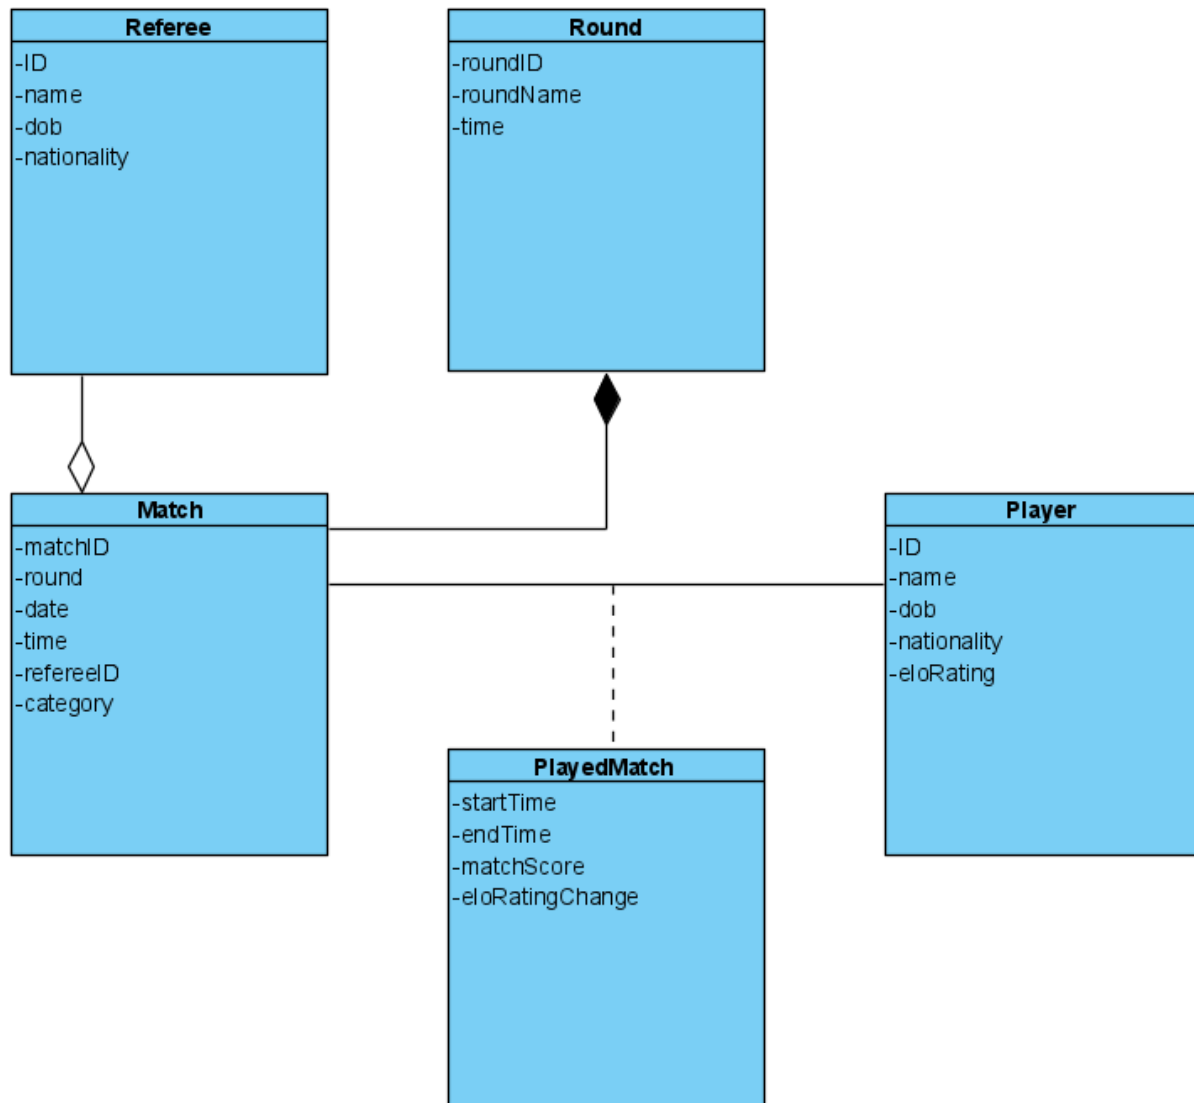 Referee
-ID
-name
-dob
-nationality
Round
-roundID
-roundName
-time
Match
-matchID
-round
-date
-time
-refereeID
-category
Player
-ID
-name
-dob
-nationality
-eloRating
PlayedMatch
-startTime
-endTime
-matchScore
-eloRatingChange